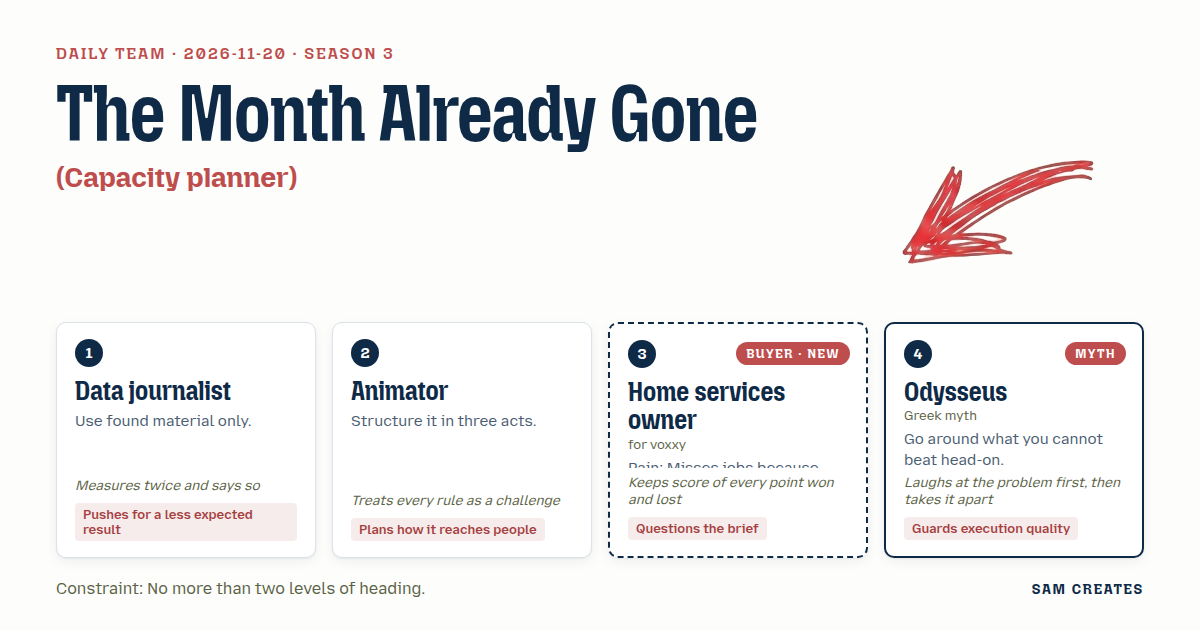 DAILY TEAM · 2026-11-20 · SEASON 3
The Month Already Gone
(Capacity planner)
1
Data journalist
Use found material only.
Measures twice and says so
Pushes for a less expected
result
2
Animator
Structure it in three acts.
Treats every rule as a challenge
Plans how it reaches people
3
BUYER · NEW
Home services
owner
for voxxy
Pain: Misses jobs because
Keeps score of every point won
and lost
Questions the brief
4
MYTH
Odysseus
Greek myth
Go around what you cannot
beat head-on.
Laughs at the problem first, then
takes it apart
Guards execution quality
Constraint: No more than two levels of heading.
SAM CREATES